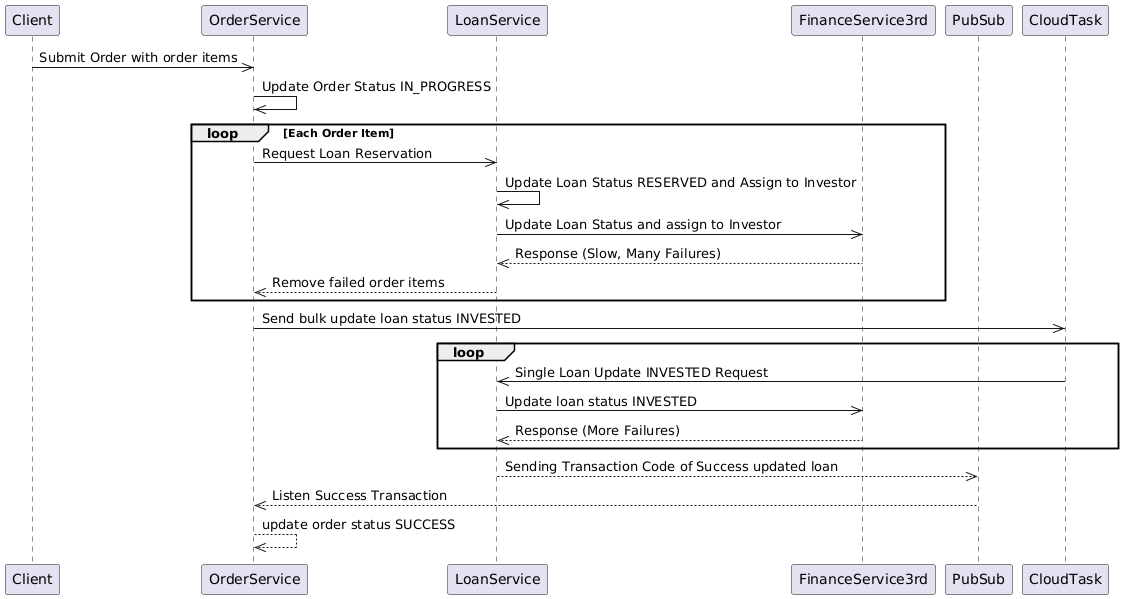 Client OrderService LoanService FinanceService3rd PubSub CloudTask
Submit Order with order items
Update Order Status IN_PROGRESS
loop [Each Order Item]
Request Loan Reservation
Update Loan Status RESERVED and Assign to Investor
Update Loan Status and assign to Investor
Response (Slow, Many Failures)
Remove failed order items
Send bulk update loan status INVESTED
loop
Single Loan Update INVESTED Request
Update loan status INVESTED
Response (More Failures)
Sending Transaction Code of Success updated loan
Listen Success Transaction
update order status SUCCESS
Client OrderService LoanService FinanceService3rd PubSub CloudTask